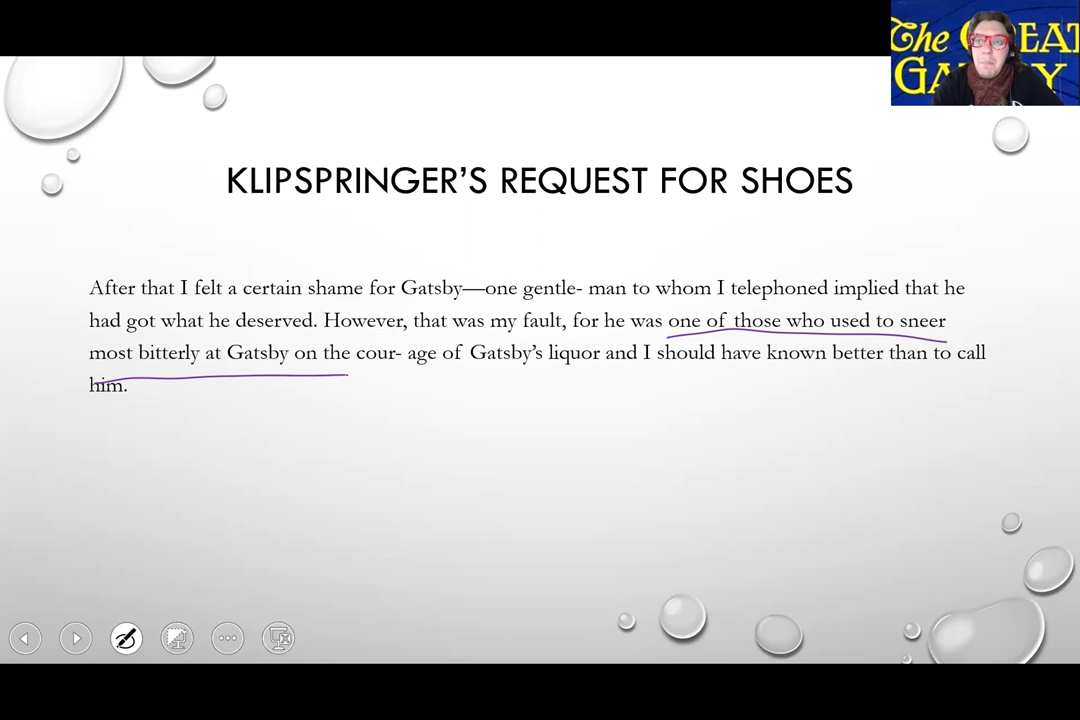 The G EAT
GA Y
KLIPSPRINGER’S REQUEST FOR SHOES
After that I felt a certain shame for Gatsby—one gentle- man to whom I telephoned implied that he
had got what he deserved. However, that was my fault, for he was one of those who used to sneer
most bitterly at Gatsby on the cour- age of Gatsby’s liquor and I should have known better than to call
him.